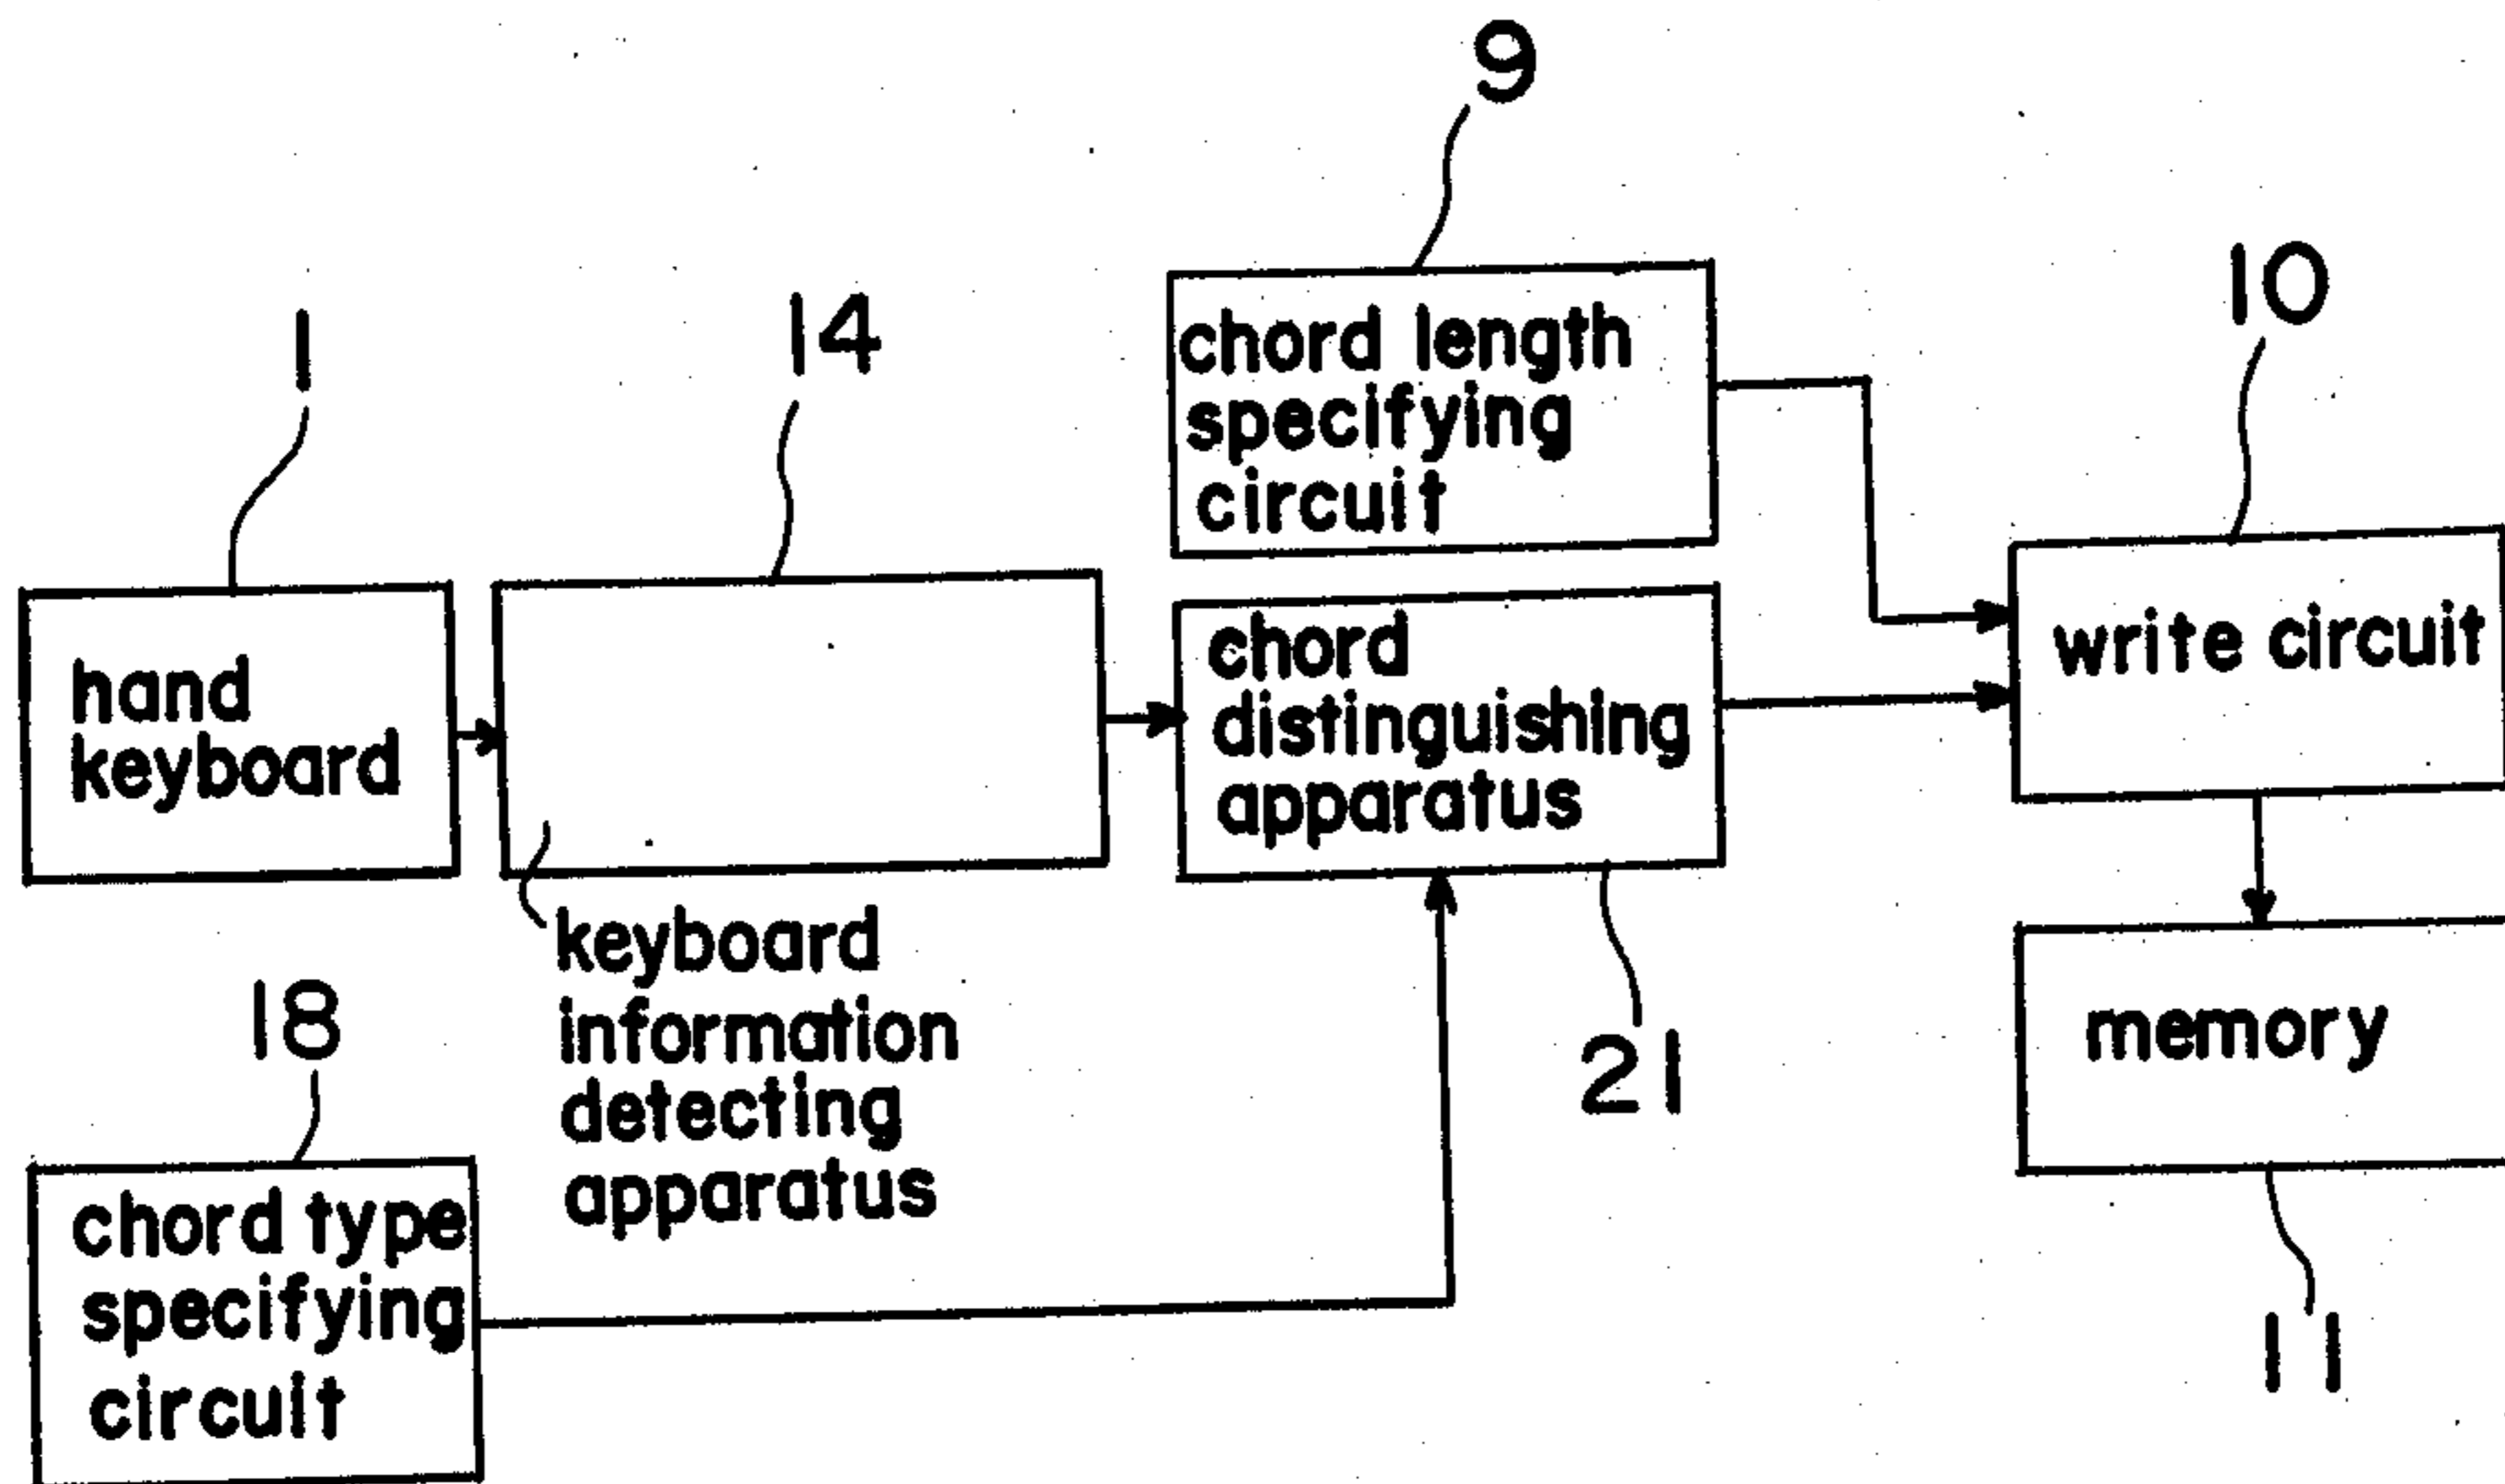 9
chord length
specifying
circuit
10
1
14
hand
keyboard
chord
distinguishing
apparatus
write circuit
keyboard
information
detecting
apparatus
21
memory
11
18
chord type
specifying
circuit